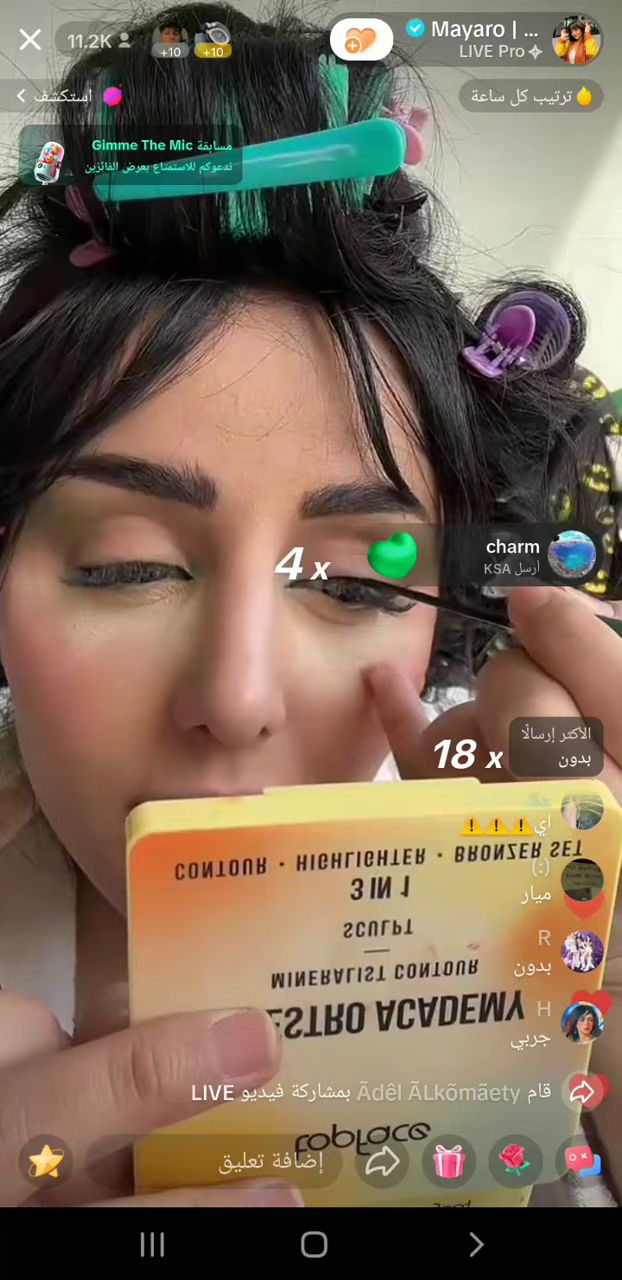 11.2K
+10
+10
Mayaro | ...
LIVE Pro
استكشف
ترتيب كل ساعة
مسابقة Gimme The Mic
ندعوكم للاستمتاع بعرض الفائزين
4 x
charm
أرسل KSA
18 x
الأكثر إرسالًا
بدون
اي⚠️⚠️⚠️
(:)
ميار
R
بدون
H
جربي
CONTOUR · HIGHLIGHTER · BRONZER SET
3 IN 1
SCULPT
MINERALIST CONTOUR
ESTRO ACADEMY
قام Ãdêl ÃLkõmãety بمشاركة فيديو LIVE
إضافة تعليق